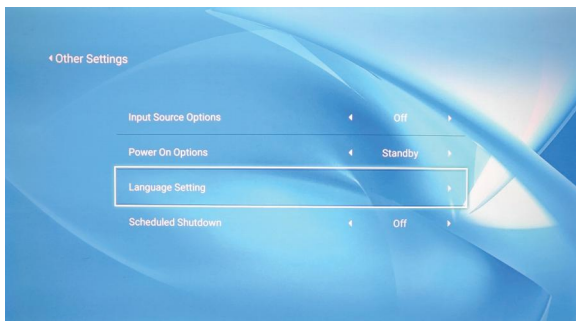 Other Settings
Input Source Options Off
Power On Options Standby
Language Setting
Scheduled Shutdown Off